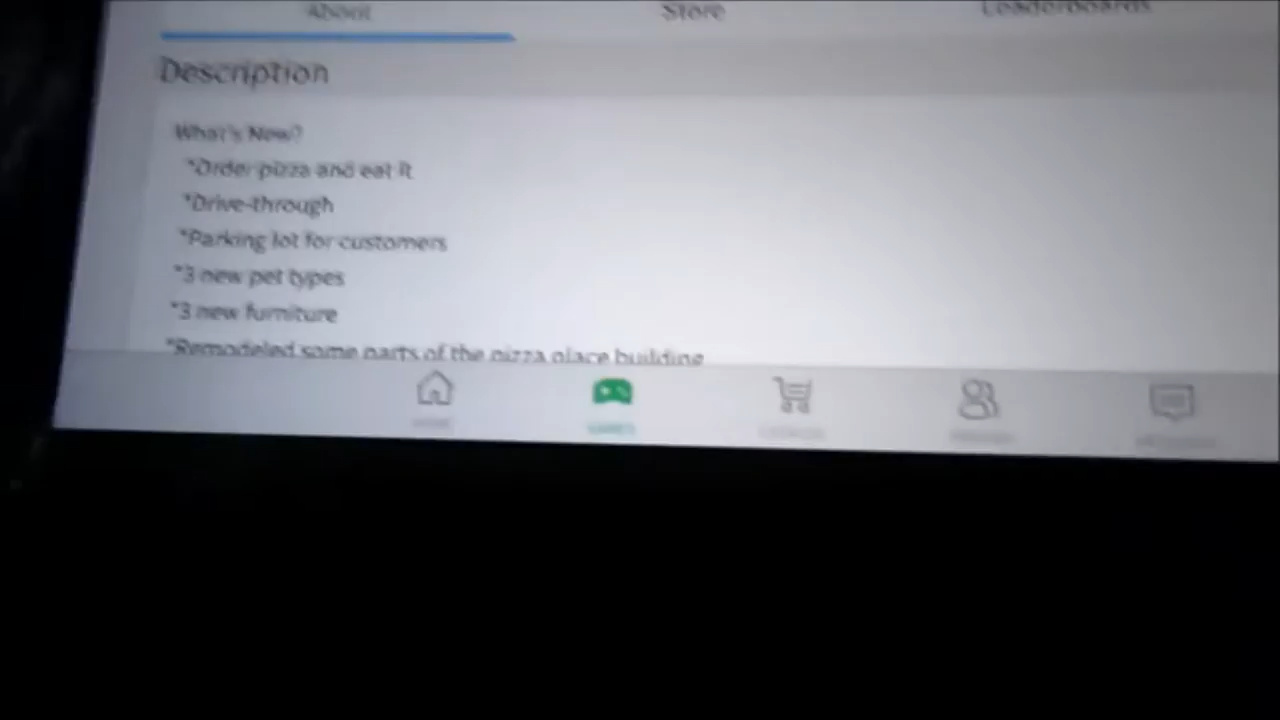 About Store Leaderboards
Description
What's New?
*Order pizza and eat it
*Drive-through
*Parking lot for customers
*3 new pet types
*3 new furniture
*Remodeled some parts of the pizza place building